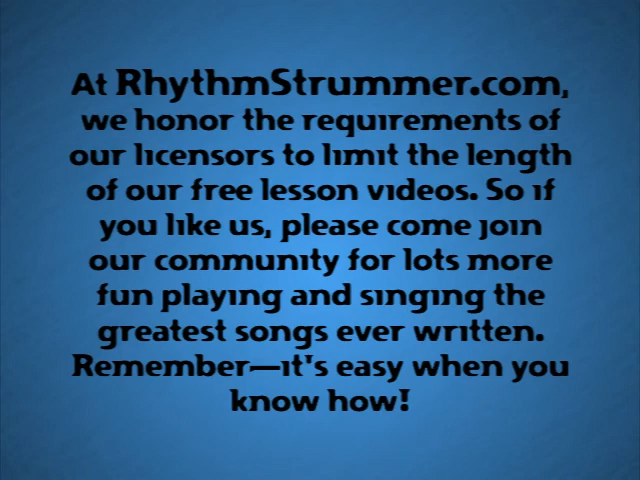 At RhythmStrummer.com,
we honor the requirements of
our licensors to limit the length
of our free lesson videos. So if
you like us, please come join
our community for lots more
fun playing and singing the
greatest songs ever written.
Remember—it's easy when you
know how!